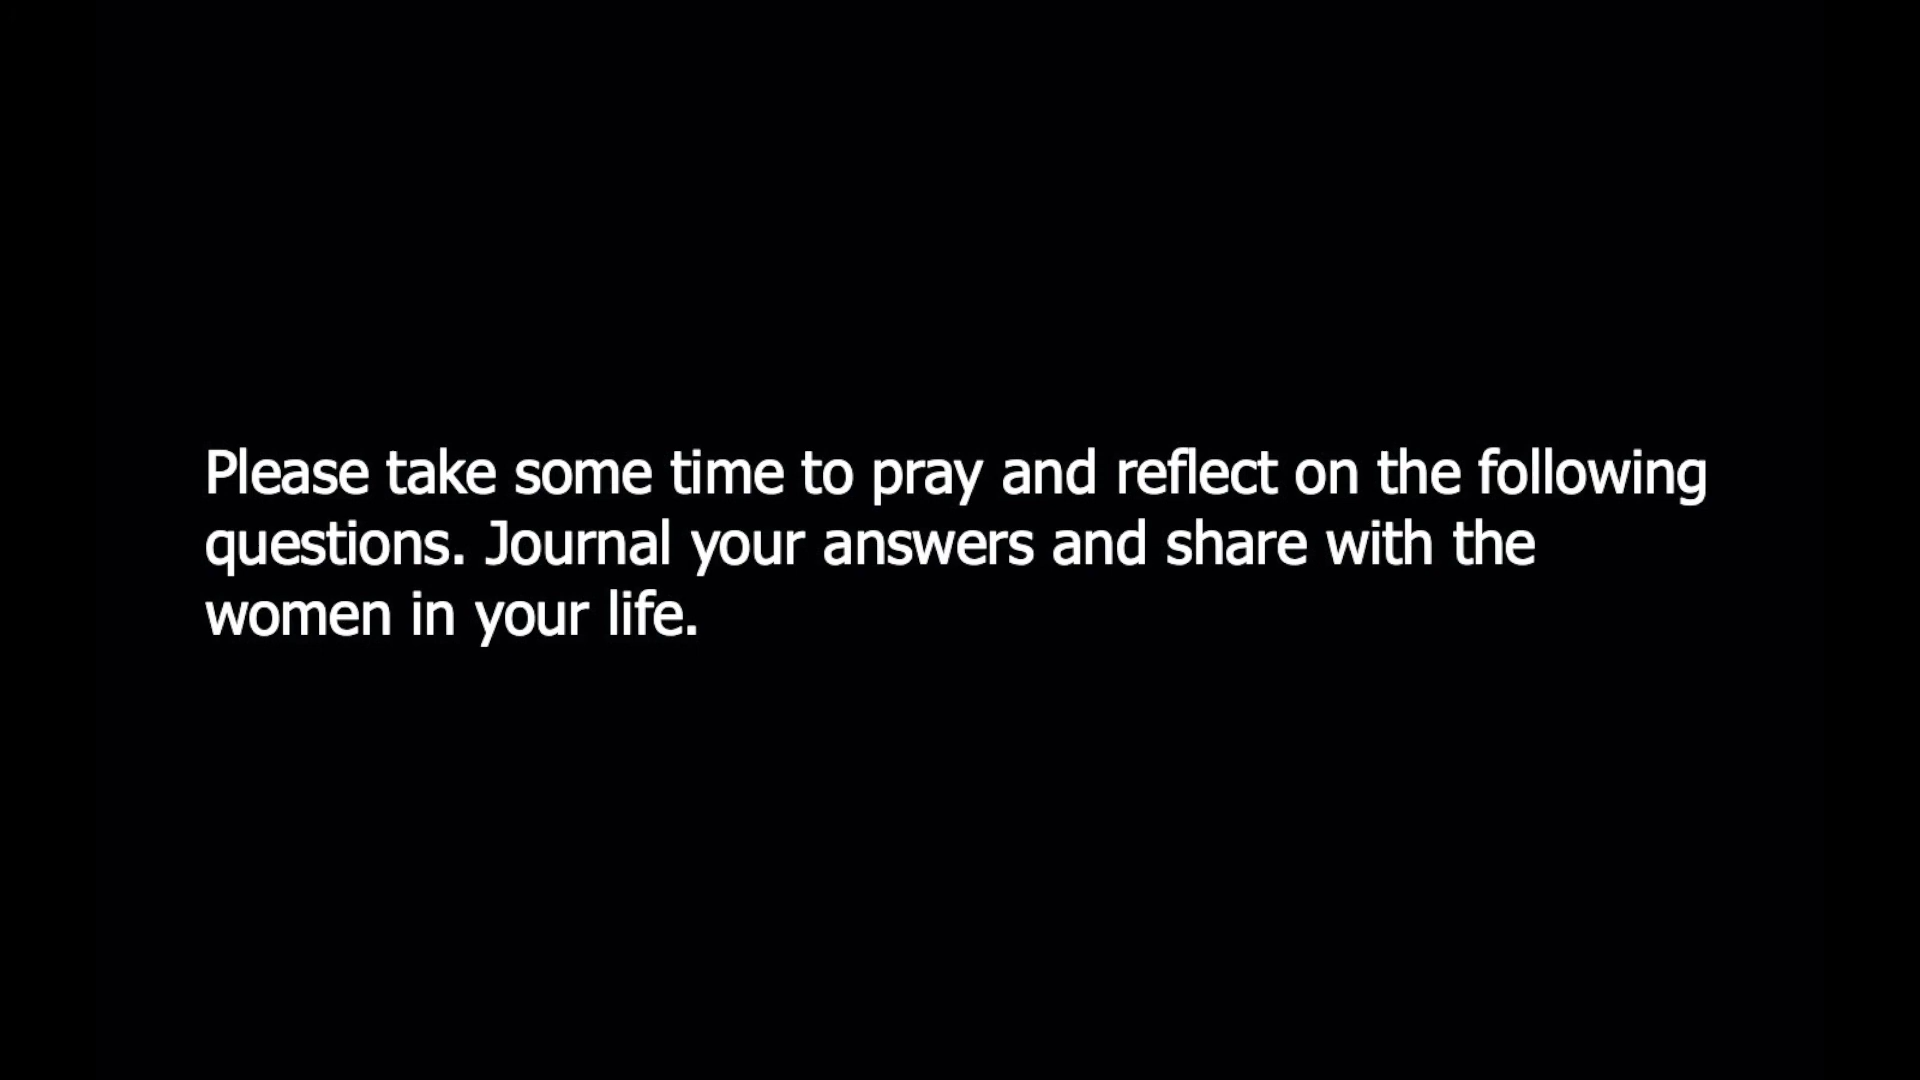 Please take some time to pray and reflect on the following
questions. Journal your answers and share with the
women in your life.